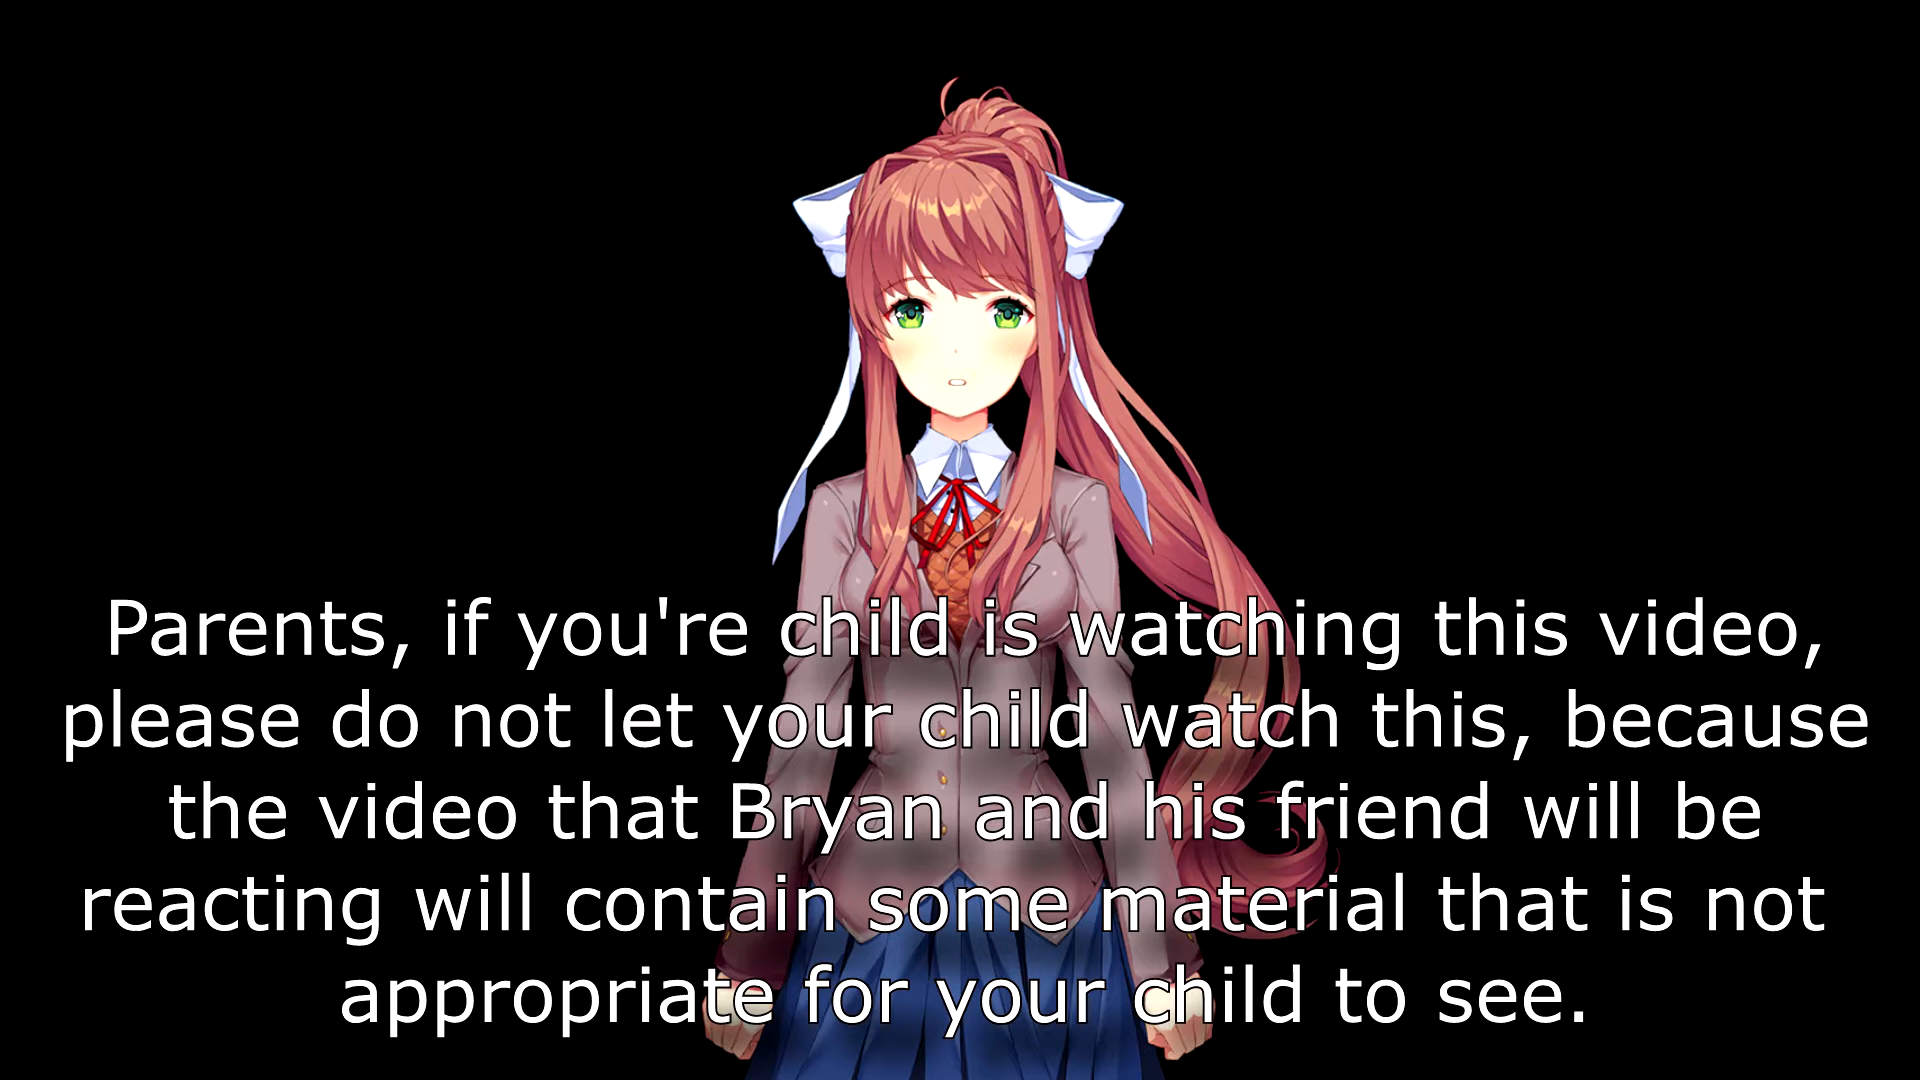 Parents, if you're child is watching this video,
please do not let your child watch this, because
the video that Bryan and his friend will be
reacting will contain some material that is not
appropriate for your child to see.